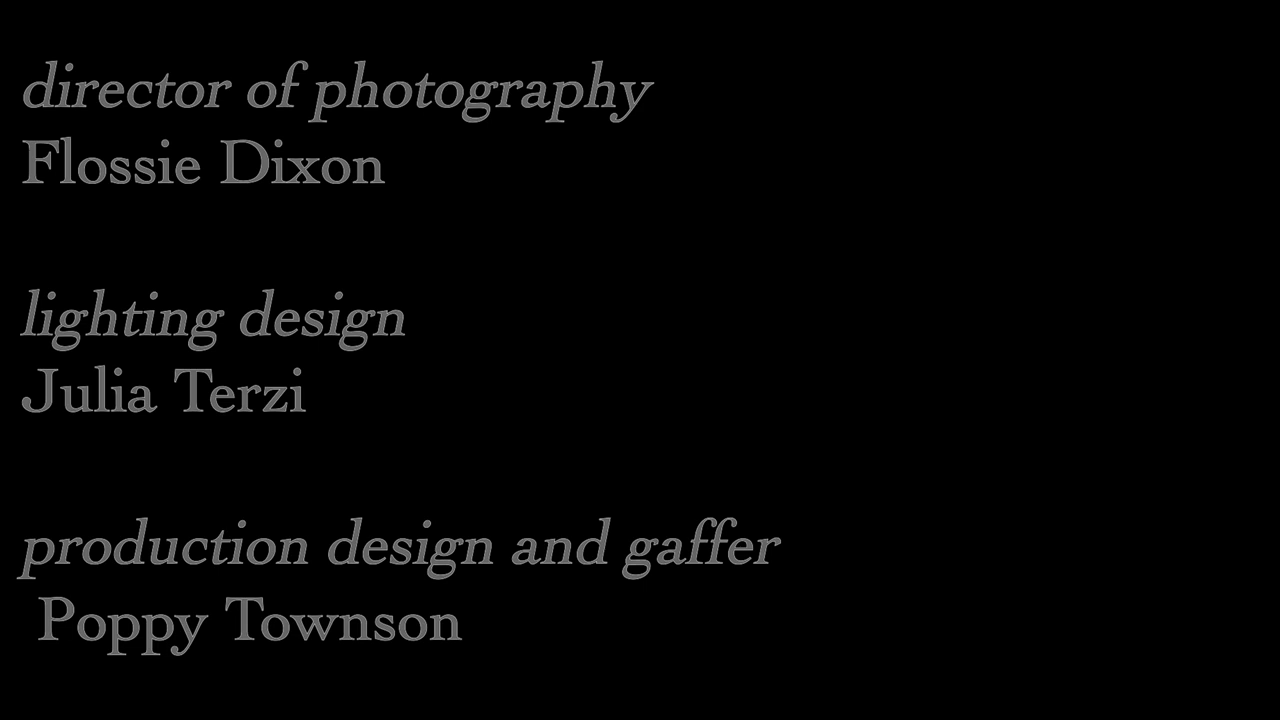 director of photography
Flossie Dixon
lighting design
Julia Terzi
production design and gaffer
Poppy Townson